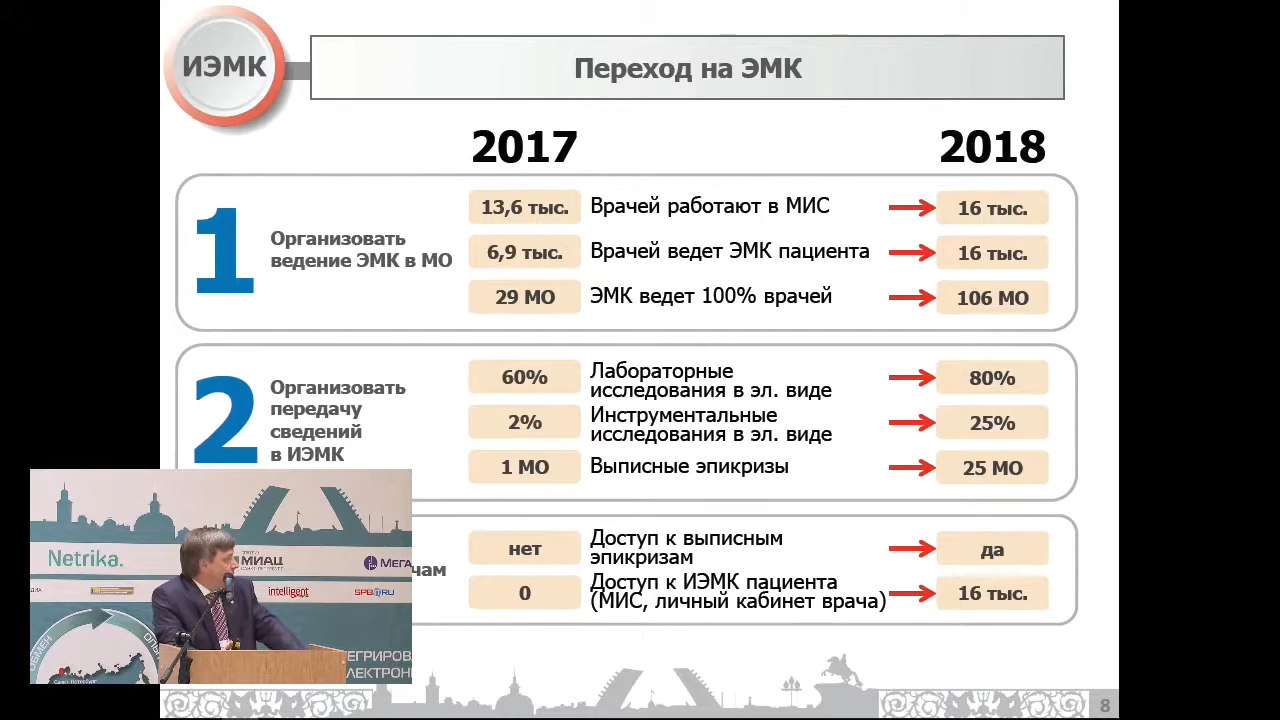 ИЭМК
Переход на ЭМК
2017
2018
1
Организовать
ведение ЭМК в МО
13,6 тыс.
Врачей работают в МИС
16 тыс.
6,9 тыс.
Врачей ведет ЭМК пациента
16 тыс.
29 МО
ЭМК ведет 100% врачей
106 МО
2
Организовать
передачу
сведений
в ИЭМК
60%
Лабораторные
исследования в эл. виде
80%
2%
Инструментальные
исследования в эл. виде
25%
1 МО
Выписные эпикризы
25 МО
чам
нет
Доступ к выписным
эпикризам
да
0
Доступ к ИЭМК пациента
(МИС, личный кабинет врача)
16 тыс.
Netrika.
МИАЦ
МЕГА
intelligent
SPB RU
ОБМЕН
ОПЫ
Санкт-Петербург
ЕГРИРОВ
ЛЕКТРОН
8